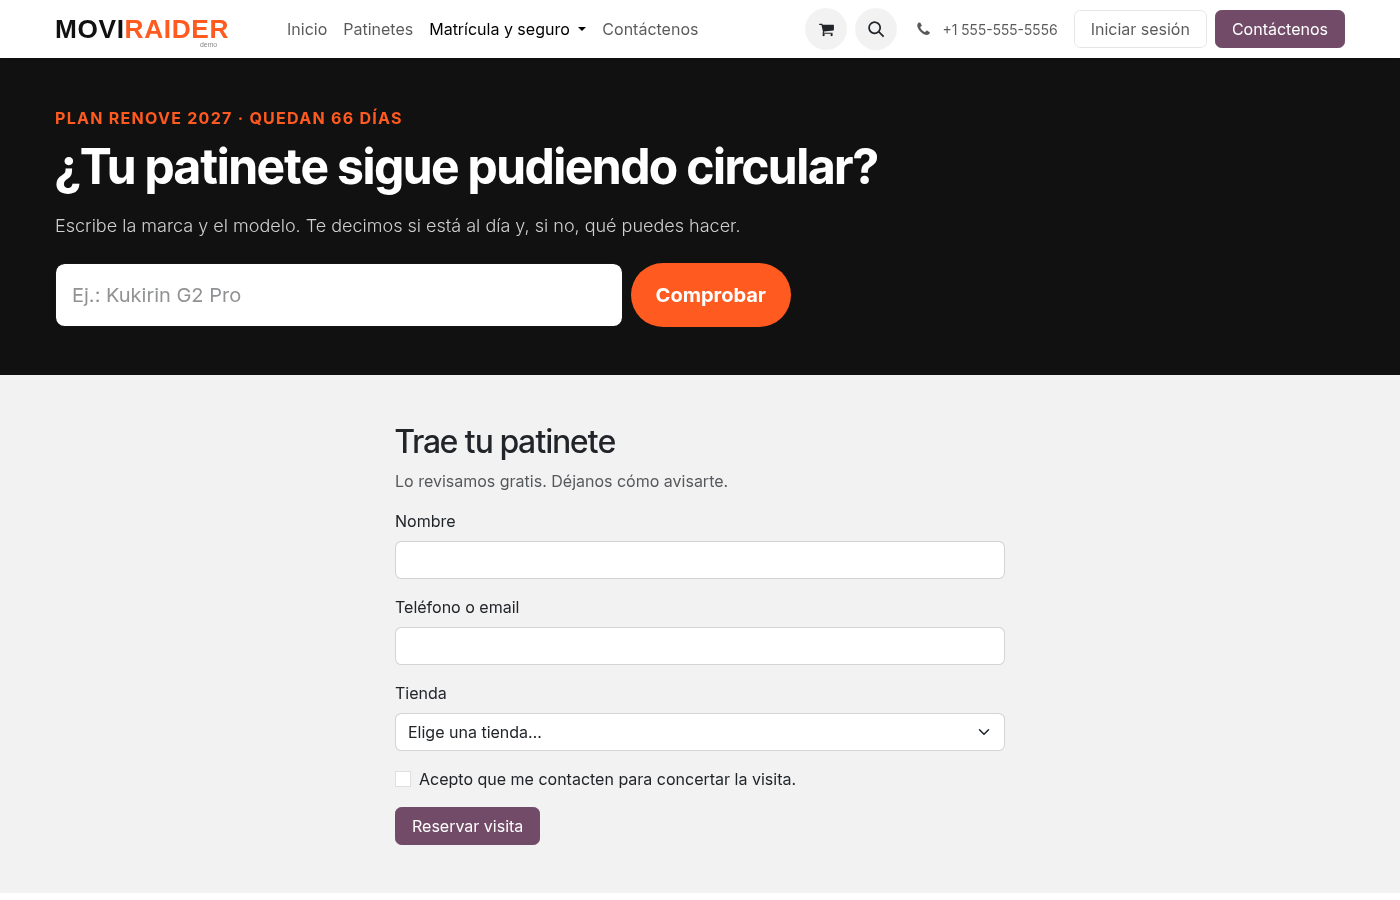 MOVIRAIDER
demo
Inicio
Patinetes
Matrícula y seguro
Contáctenos
+1 555-555-5556
Iniciar sesión
Contáctenos
PLAN RENOVE 2027 · QUEDAN 66 DÍAS
¿Tu patinete sigue pudiendo circular?
Escribe la marca y el modelo. Te decimos si está al día y, si no, qué puedes hacer.
Ej.: Kukirin G2 Pro
Comprobar
Trae tu patinete
Lo revisamos gratis. Déjanos cómo avisarte.
Nombre
Teléfono o email
Tienda
Elige una tienda...
Acepto que me contacten para concertar la visita.
Reservar visita